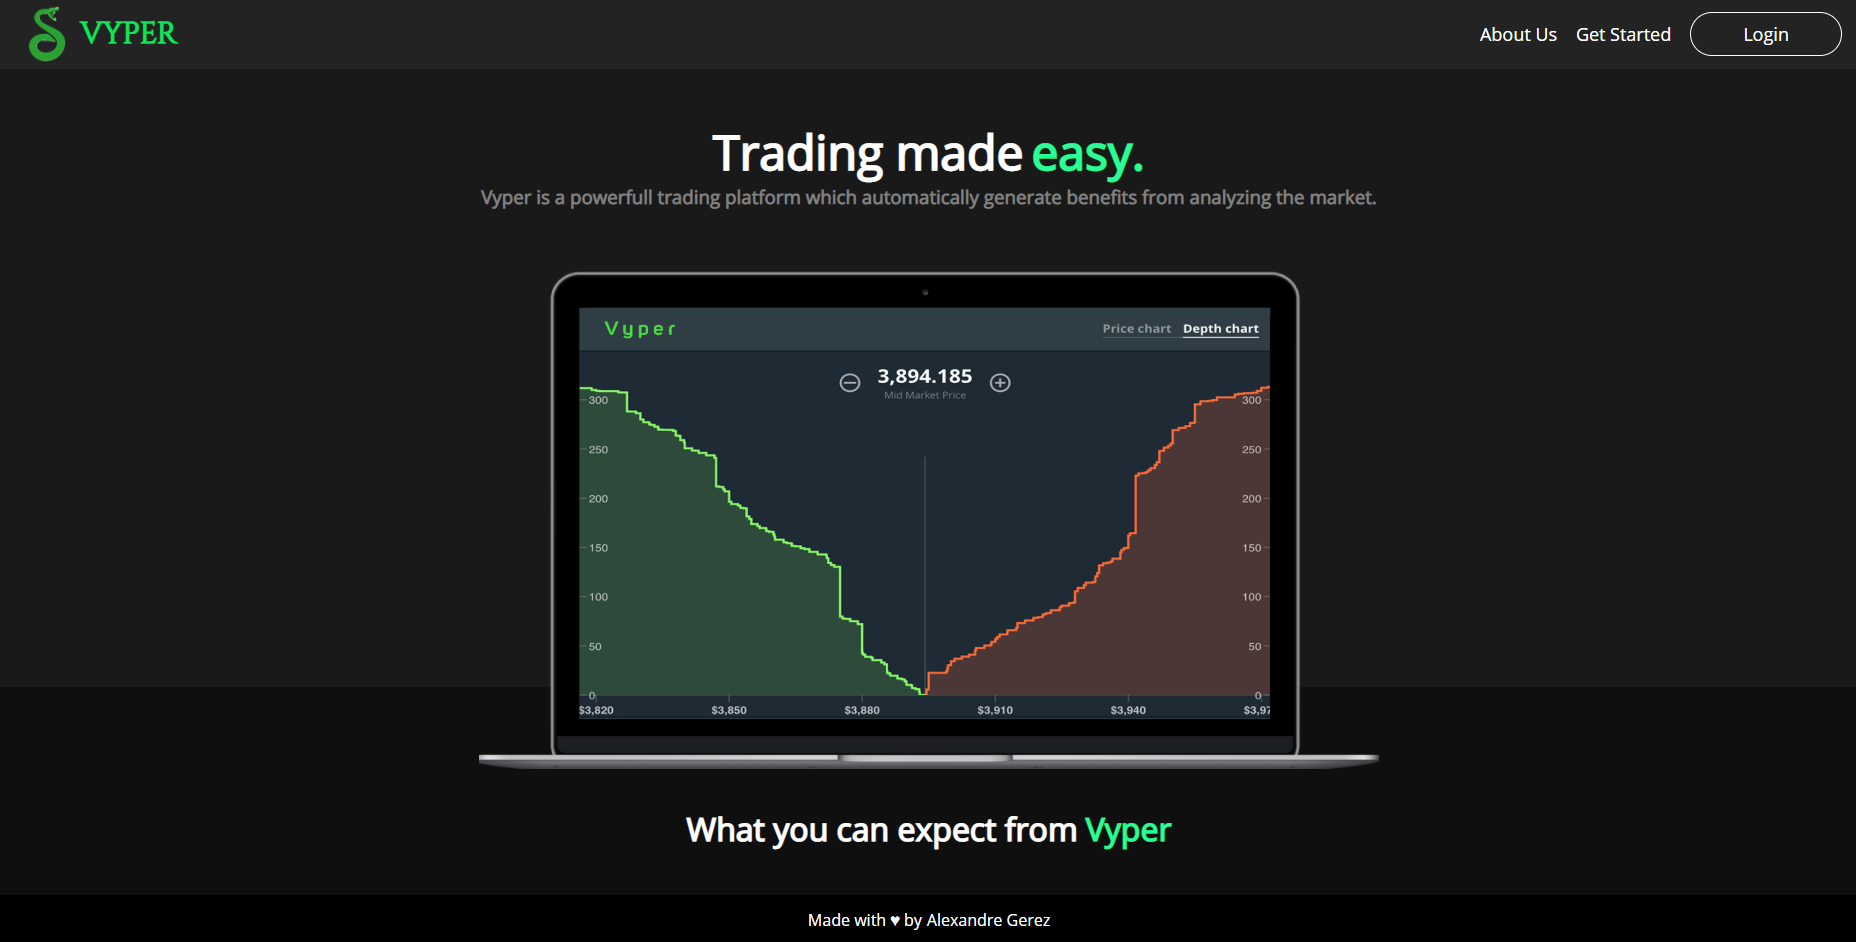 VYPER
About Us Get Started Login
Trading made easy.
Vyper is a powerfull trading platform which automatically generate benefits from analyzing the market.
Vyper
Price chart Depth chart
3,894.185
Mid Market Price
300 300
250 250
200 200
150 150
100 100
50 50
0 0
$3,820 $3,850 $3,880 $3,910 $3,940 $3,97
What you can expect from Vyper
Made with ♥ by Alexandre Gerez